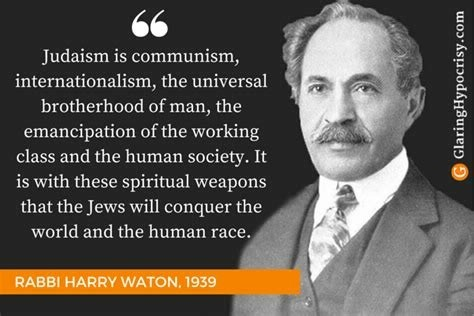 ❝
Judaism is communism,
internationalism, the universal
brotherhood of man, the
emancipation of the working
class and the human society. It
is with these spiritual weapons
that the Jews will conquer the
world and the human race.
RABBI HARRY WATON, 1939
G GlaringHypocrisy.com